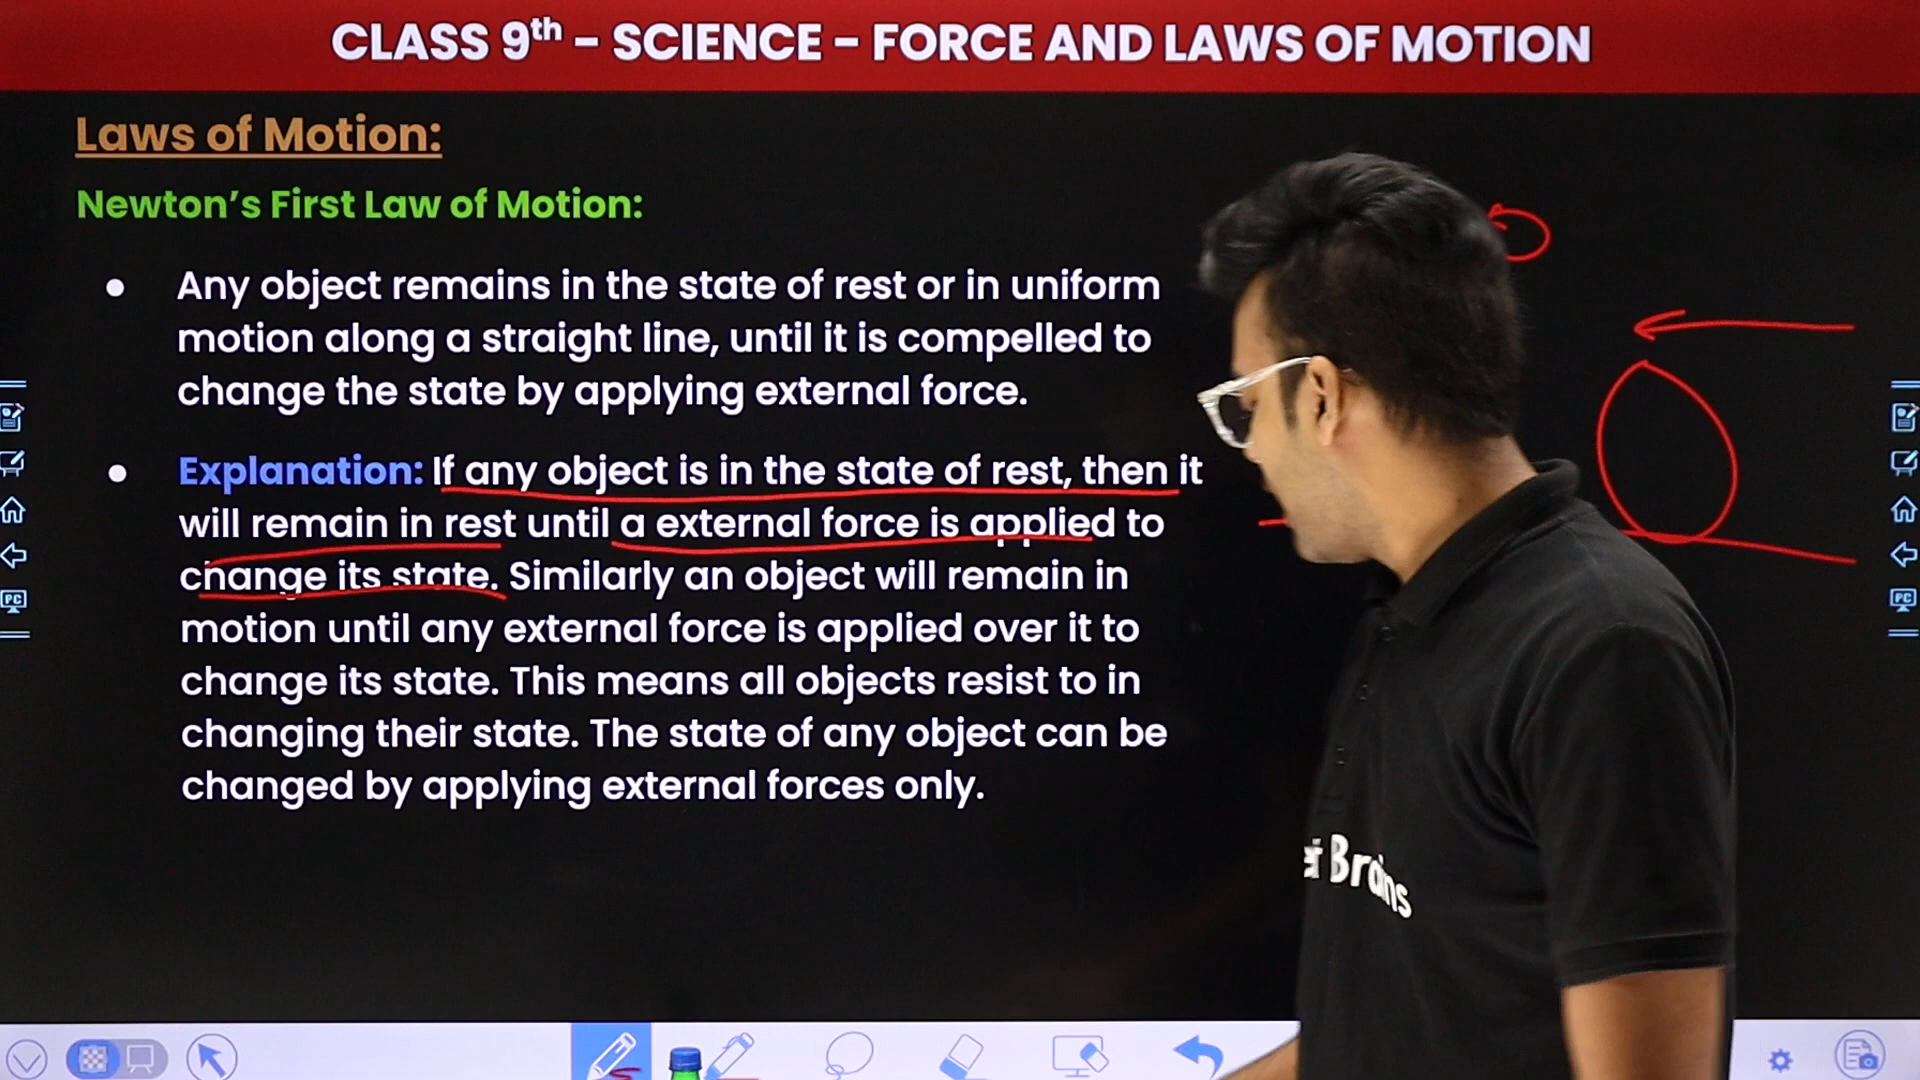 CLASS 9th - SCIENCE - FORCE AND LAWS OF MOTION
Laws of Motion:
Newton's First Law of Motion:
• Any object remains in the state of rest or in uniform
motion along a straight line, until it is compelled to
change the state by applying external force.
• Explanation: If any object is in the state of rest, then it
will remain in rest until a external force is applied to
change its state. Similarly an object will remain in
motion until any external force is applied over it to
change its state. This means all objects resist to in
changing their state. The state of any object can be
changed by applying external forces only.
PC
PC
Brains